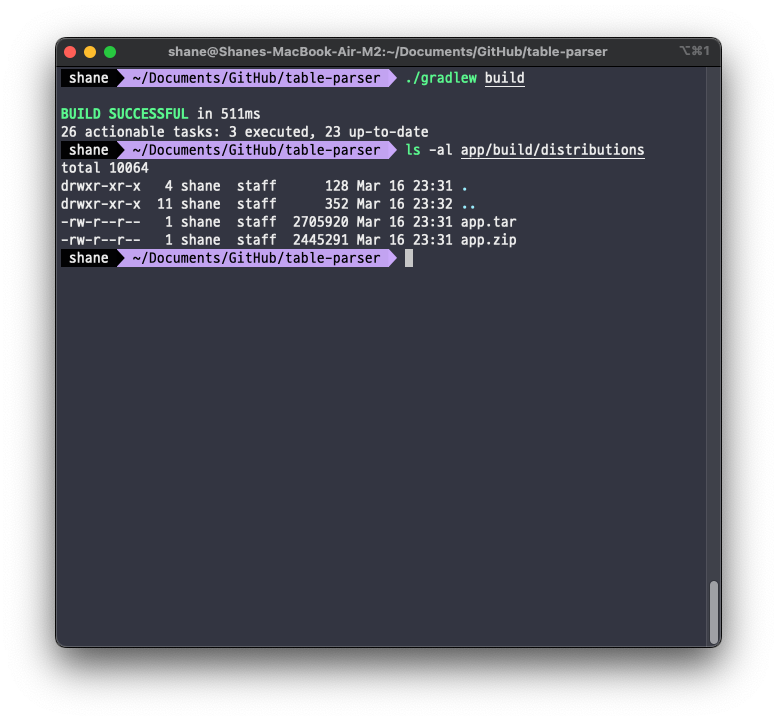 shane@Shanes-MacBook-Air-M2:~/Documents/GitHub/table-parser ⌥⌘1
shane ~/Documents/GitHub/table-parser ./gradlew build
BUILD SUCCESSFUL in 511ms
26 actionable tasks: 3 executed, 23 up-to-date
shane ~/Documents/GitHub/table-parser ls -al app/build/distributions
total 10064
drwxr-xr-x   4 shane  staff      128 Mar 16 23:31 .
drwxr-xr-x  11 shane  staff      352 Mar 16 23:32 ..
-rw-r--r--   1 shane  staff  2705920 Mar 16 23:31 app.tar
-rw-r--r--   1 shane  staff  2445291 Mar 16 23:31 app.zip
shane ~/Documents/GitHub/table-parser